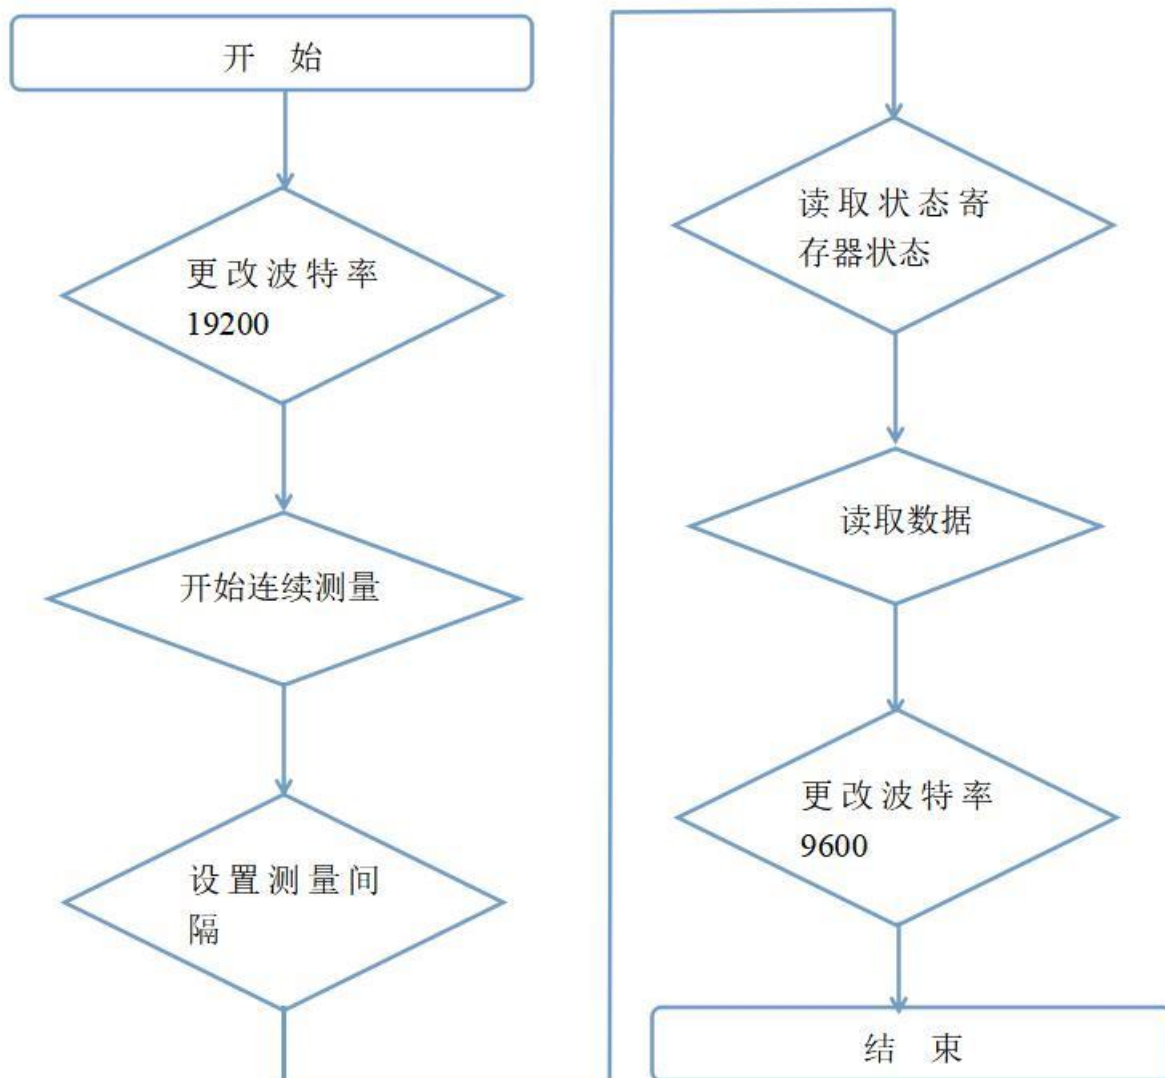 开 始
更改波特率
19200
开始连续测量
设置测量间
隔
读取状态寄
存器状态
读取数据
更改波特率
9600
结 束